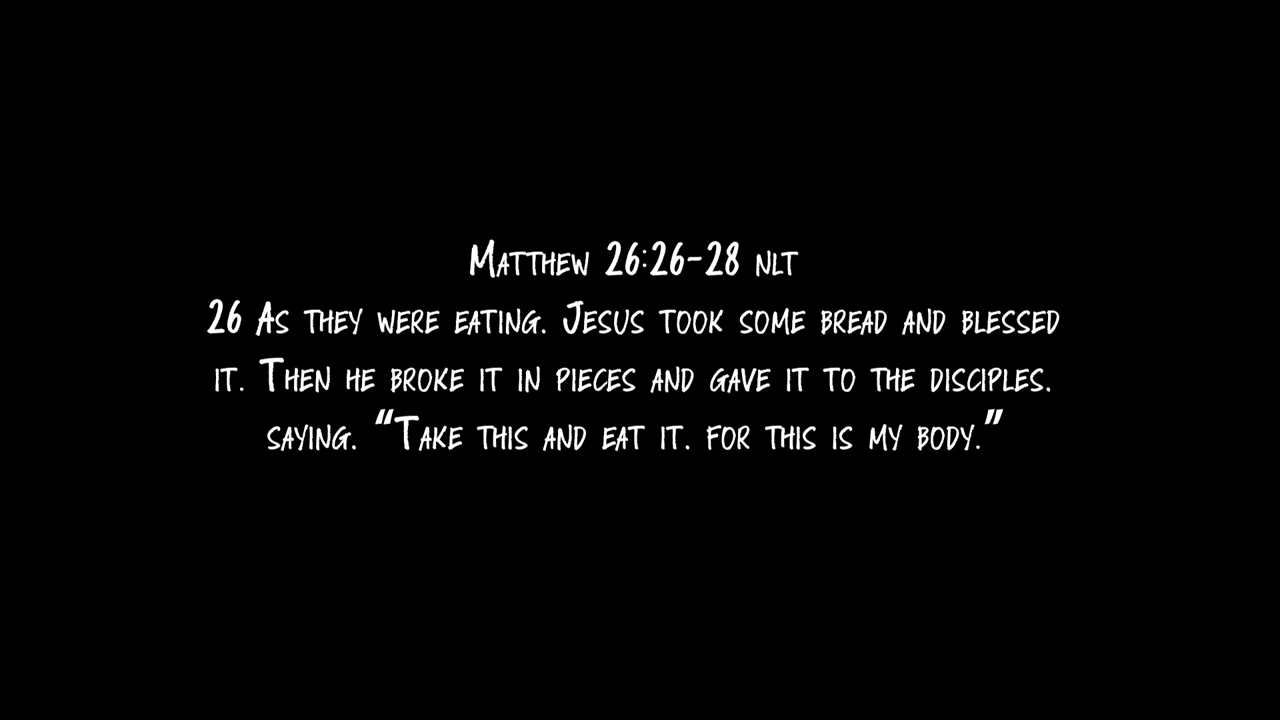 Matthew 26:26-28 NLT
26 As they were eating. Jesus took some bread and blessed
it. Then he broke it in pieces and gave it to the disciples.
saying. “Take this and eat it. for this is my body.”